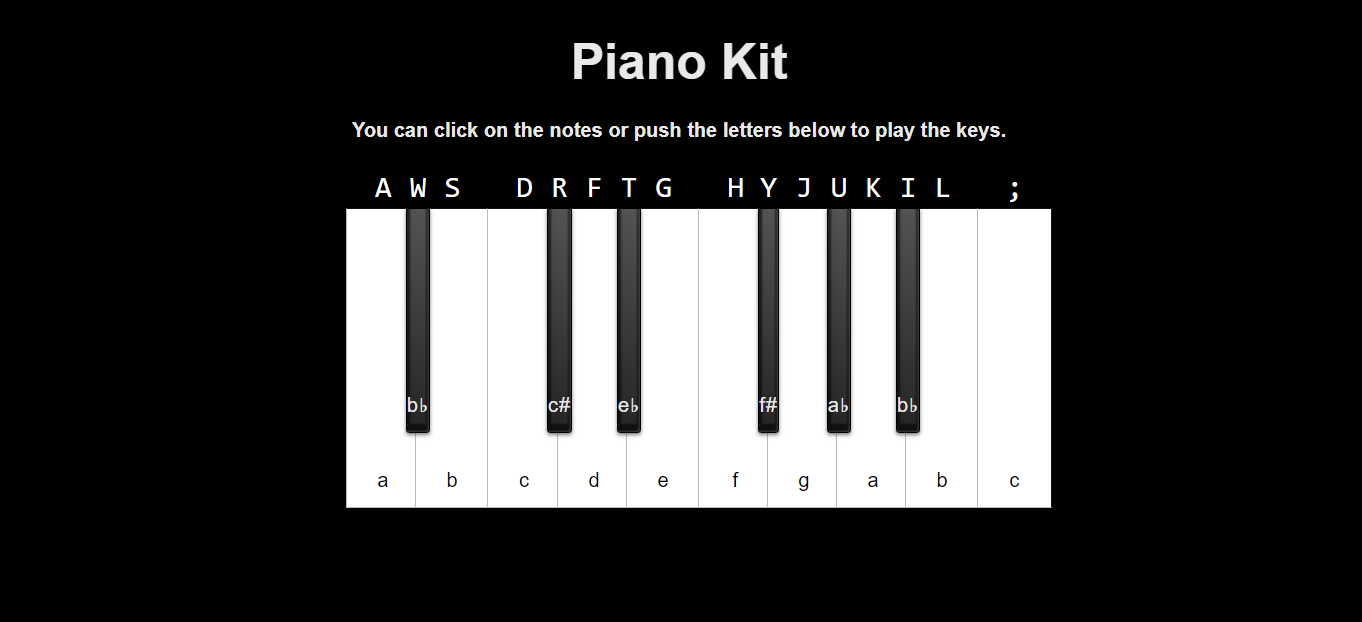 Piano Kit
You can click on the notes or push the letters below to play the keys.
A W S D R F T G H Y J U K I L ;
b♭ c# e♭ f# a♭ b♭
a b c d e f g a b c